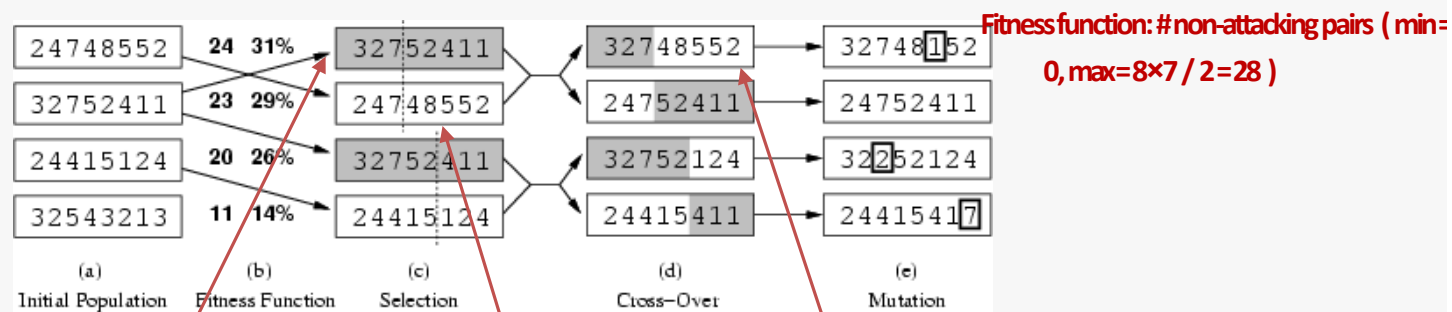 24748552 24 31% 32752411 32748552 32748152
32752411 23 29% 24748552 24752411 24752411
24415124 20 26% 32752411 32752124 32252124
32543213 11 14% 24415124 24415411 24415417
(a) (b) (c) (d) (e)
Initial Population Fitness Function Selection Cross-Over Mutation
Fitness function: # non-attacking pairs ( min =
0, max = 8×7 / 2 = 28 )